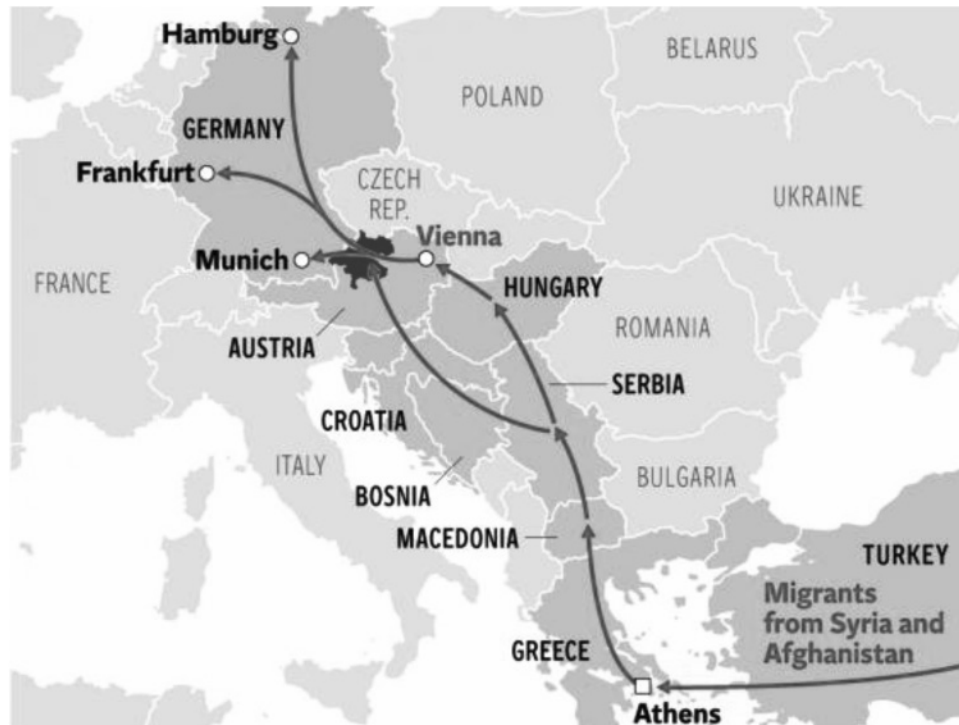 Hamburg
BELARUS
POLAND
GERMANY
Frankfurt
CZECH
REP.
UKRAINE
Vienna
Munich
FRANCE
HUNGARY
ROMANIA
AUSTRIA
SERBIA
CROATIA
ITALY
BULGARIA
BOSNIA
MACEDONIA
TURKEY
Migrants
from Syria and
Afghanistan
GREECE
Athens